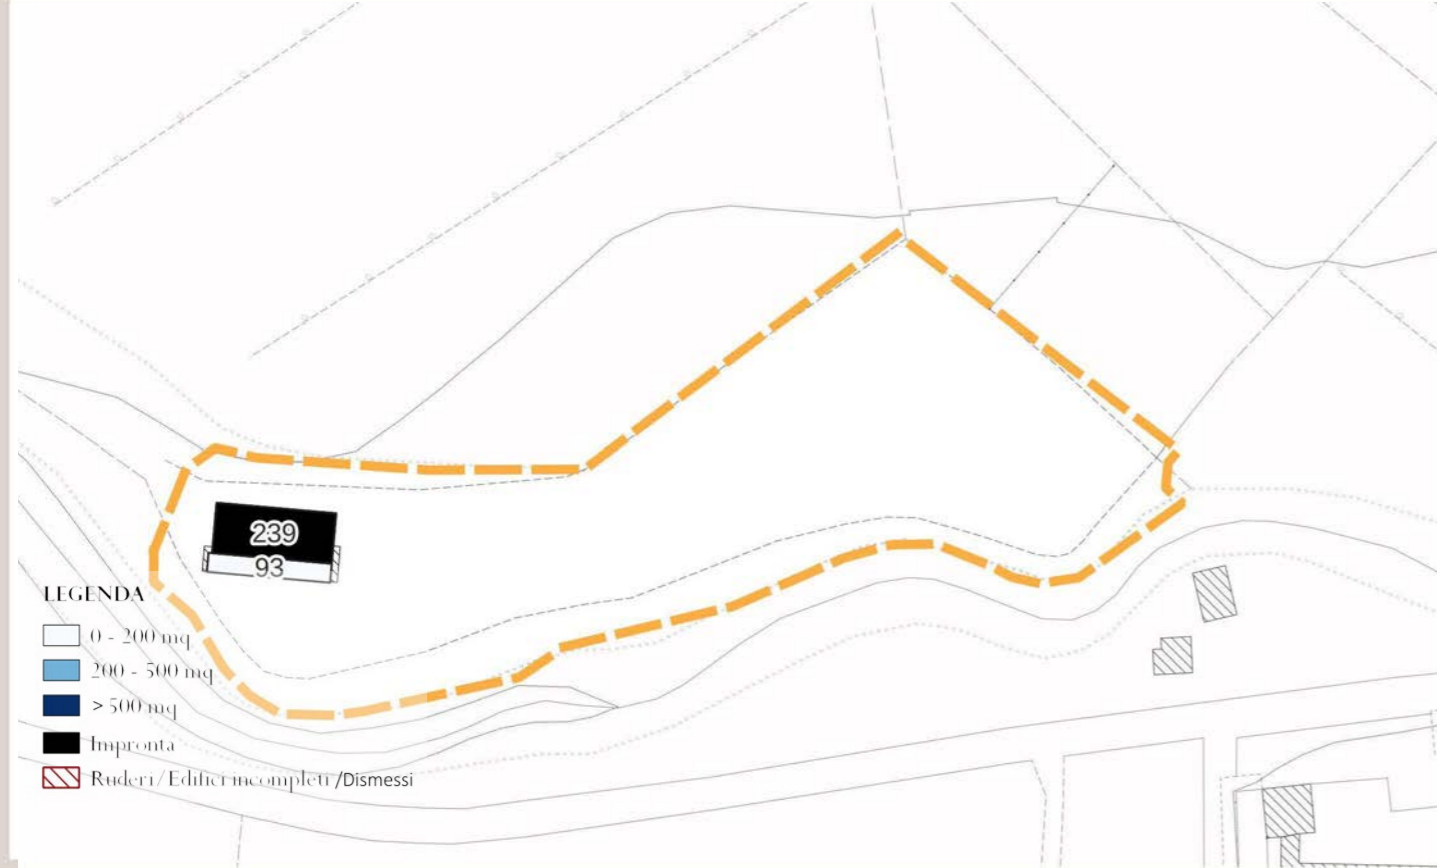 239
93
LEGENDA
0 - 200 mq
200 - 500 mq
> 500 mq
Impronta
Ruderi/Edifici incompleti /Dismessi